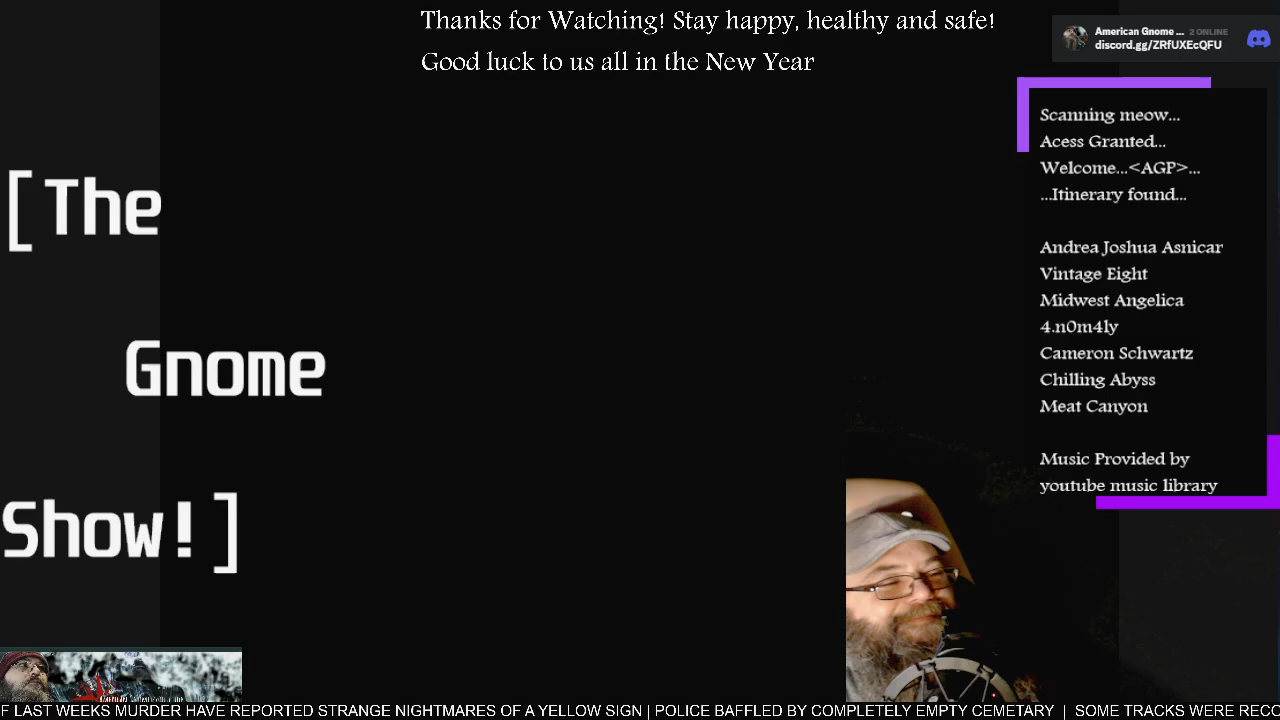 Thanks for Watching! Stay happy, healthy and safe!
Good luck to us all in the New Year
American Gnome ... 2 ONLINE
discord.gg/ZRfUXEcQFU
Scanning meow...
Acess Granted...
Welcome...<AGP>...
...Itinerary found...
Andrea Joshua Asnicar
Vintage Eight
Midwest Angelica
4.n0m4ly
Cameron Schwartz
Chilling Abyss
Meat Canyon
Music Provided by
youtube music library
[The
Gnome
Show!]
F LAST WEEKS MURDER HAVE REPORTED STRANGE NIGHTMARES OF A YELLOW SIGN | POLICE BAFFLED BY COMPLETELY EMPTY CEMETARY | SOME TRACKS WERE RECO